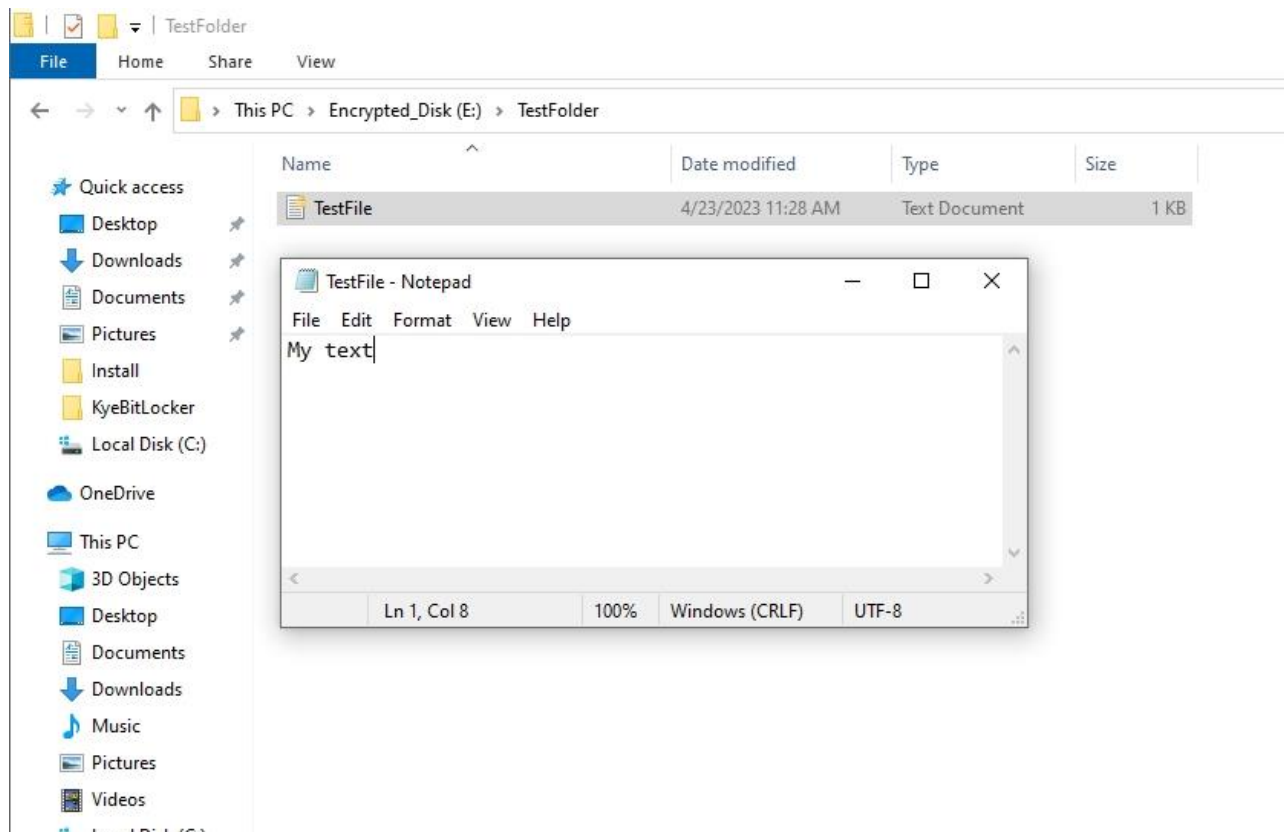 TestFolder
File Home Share View
This PC > Encrypted_Disk (E:) > TestFolder
Name Date modified Type Size
Quick access
TestFile 4/23/2023 11:28 AM Text Document 1 KB
Desktop
Downloads
Documents
Pictures
Install
KyeBitLocker
Local Disk (C:)
OneDrive
This PC
3D Objects
Desktop
Documents
Downloads
Music
Pictures
Videos
TestFile - Notepad
File Edit Format View Help
My text
Ln 1, Col 8 100% Windows (CRLF) UTF-8